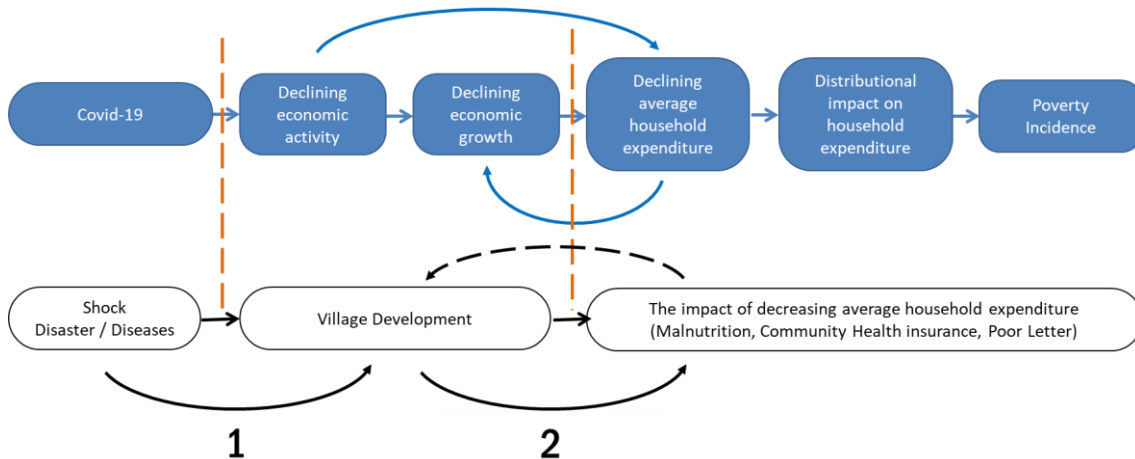 Covid-19
Declining
economic
activity
Declining
economic
growth
Declining
average
household
expenditure
Distributional
impact on
household
expenditure
Poverty
Incidence
Shock
Disaster / Diseases
Village Development
The impact of decreasing average household expenditure
(Malnutrition, Community Health insurance, Poor Letter)
1
2